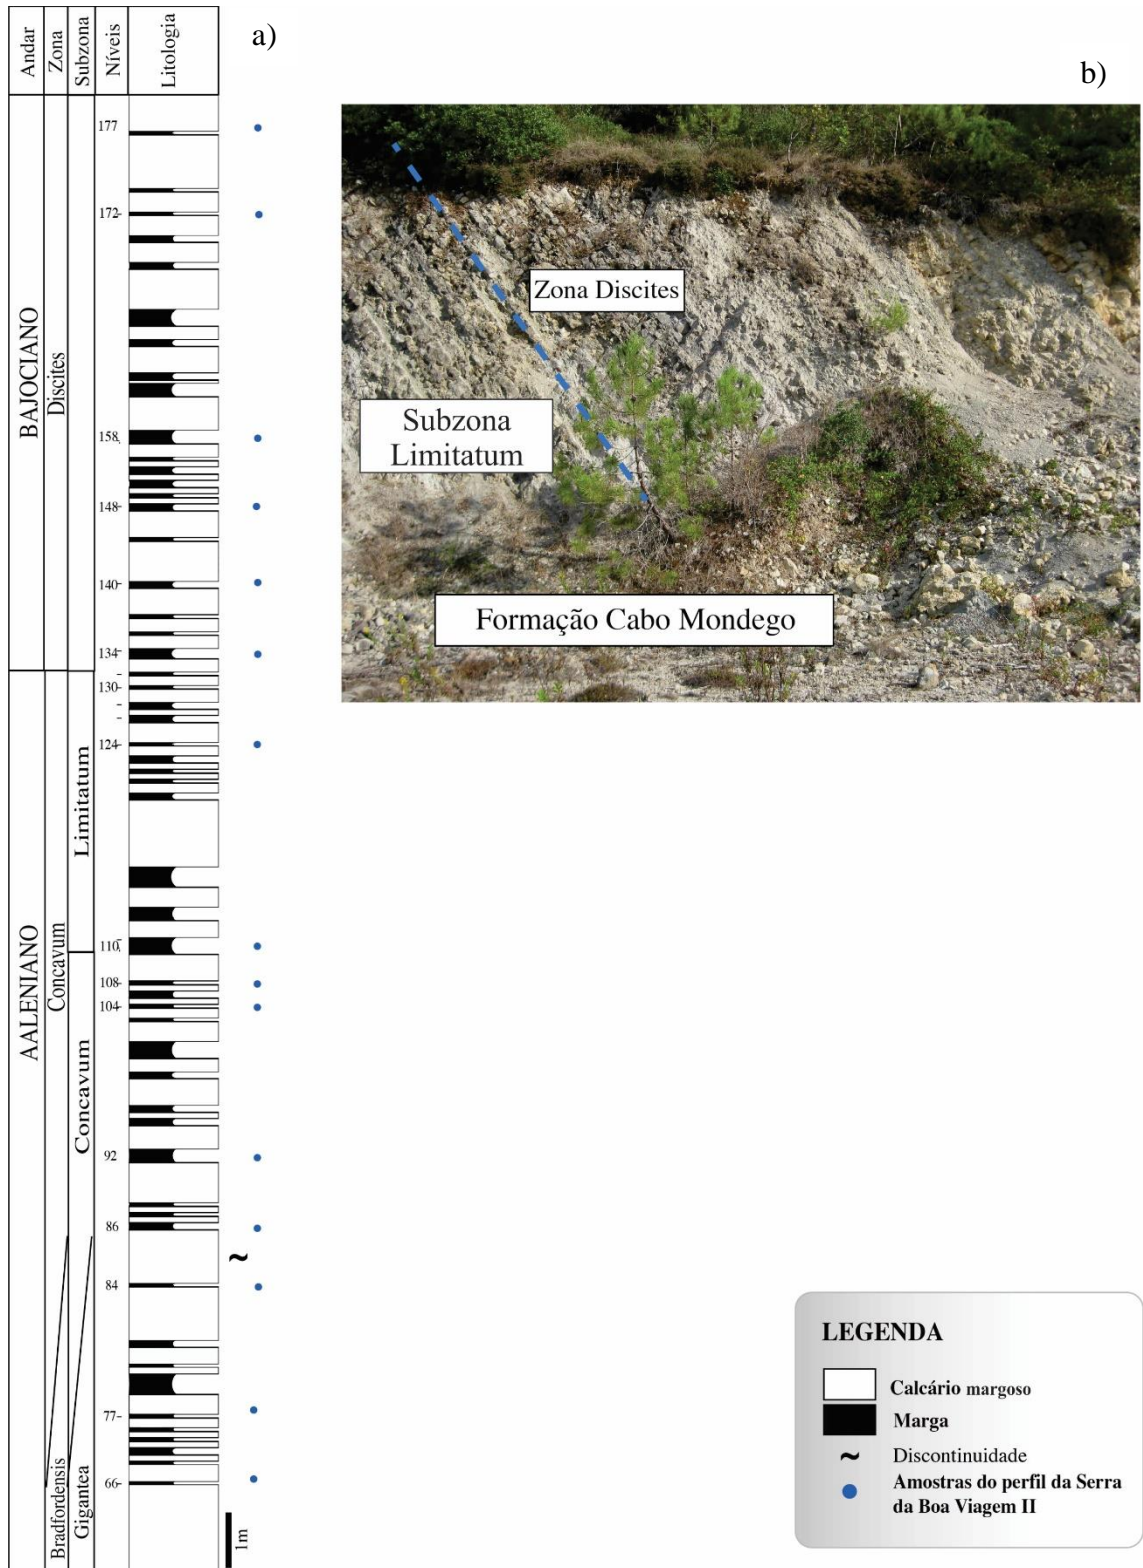 Andar
Zona
Subzona
Níveis
Litologia
a)
177
172
158
148
140
134
130
124
110
108
104
92
86
84
77
66
BAJOCIANO
AALENIANO
Discites
Concavum
Bradfordensis
Limitatum
Concavum
Gigantea
~
1m
b)
Zona Discites
Subzona
Limitatum
Formação Cabo Mondego
LEGENDA
Calcário margoso
Marga
~ Discontinuidade
Amostras do perfil da Serra
da Boa Viagem II